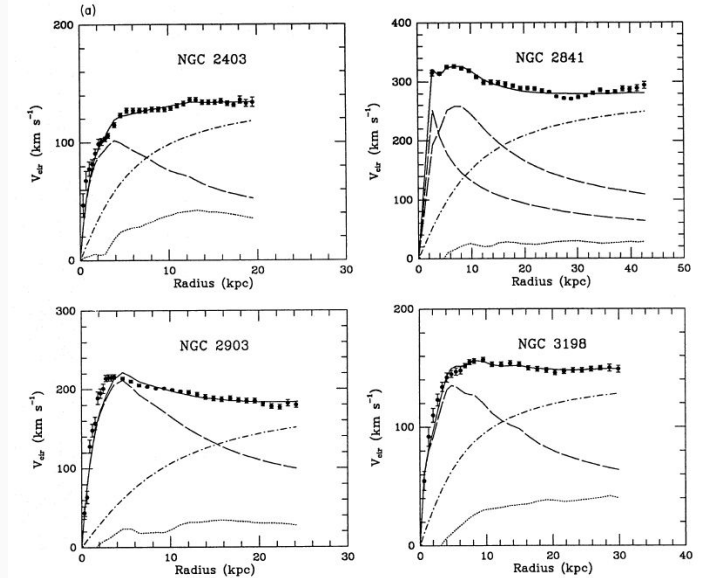 (a)
NGC 2403
V_cir (km s⁻¹)
200
100
0
0 10 20 30
Radius (kpc)
NGC 2841
V_cir (km s⁻¹)
400
300
200
100
0
0 10 20 30 40 50
Radius (kpc)
NGC 2903
V_cir (km s⁻¹)
300
200
100
0
0 10 20 30
Radius (kpc)
NGC 3198
V_cir (km s⁻¹)
200
100
0
0 10 20 30 40
Radius (kpc)